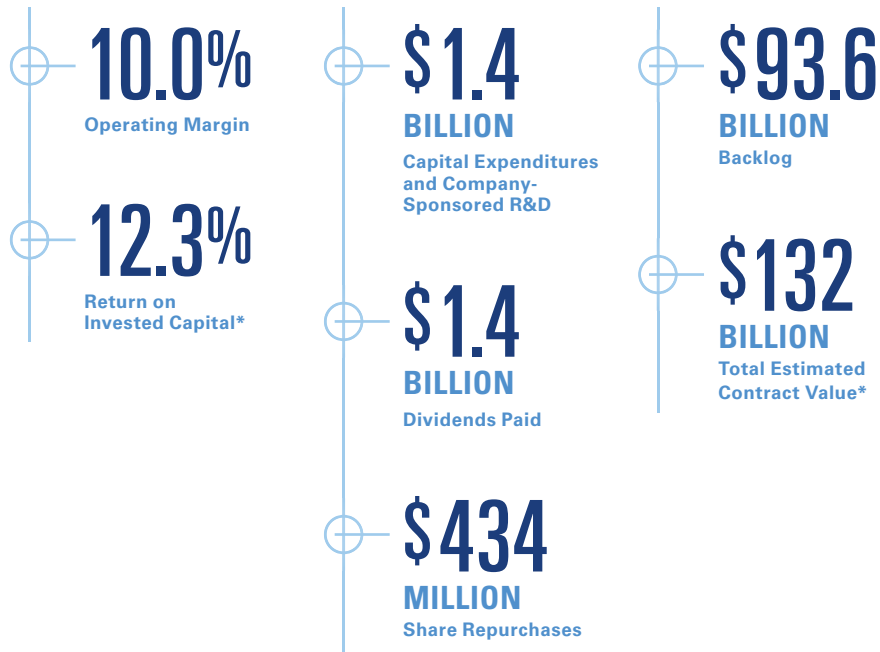 10.0%
Operating Margin
12.3%
Return on
Invested Capital*
$1.4
BILLION
Capital Expenditures
and Company-
Sponsored R&D
$1.4
BILLION
Dividends Paid
$434
MILLION
Share Repurchases
$93.6
BILLION
Backlog
$132
BILLION
Total Estimated
Contract Value*